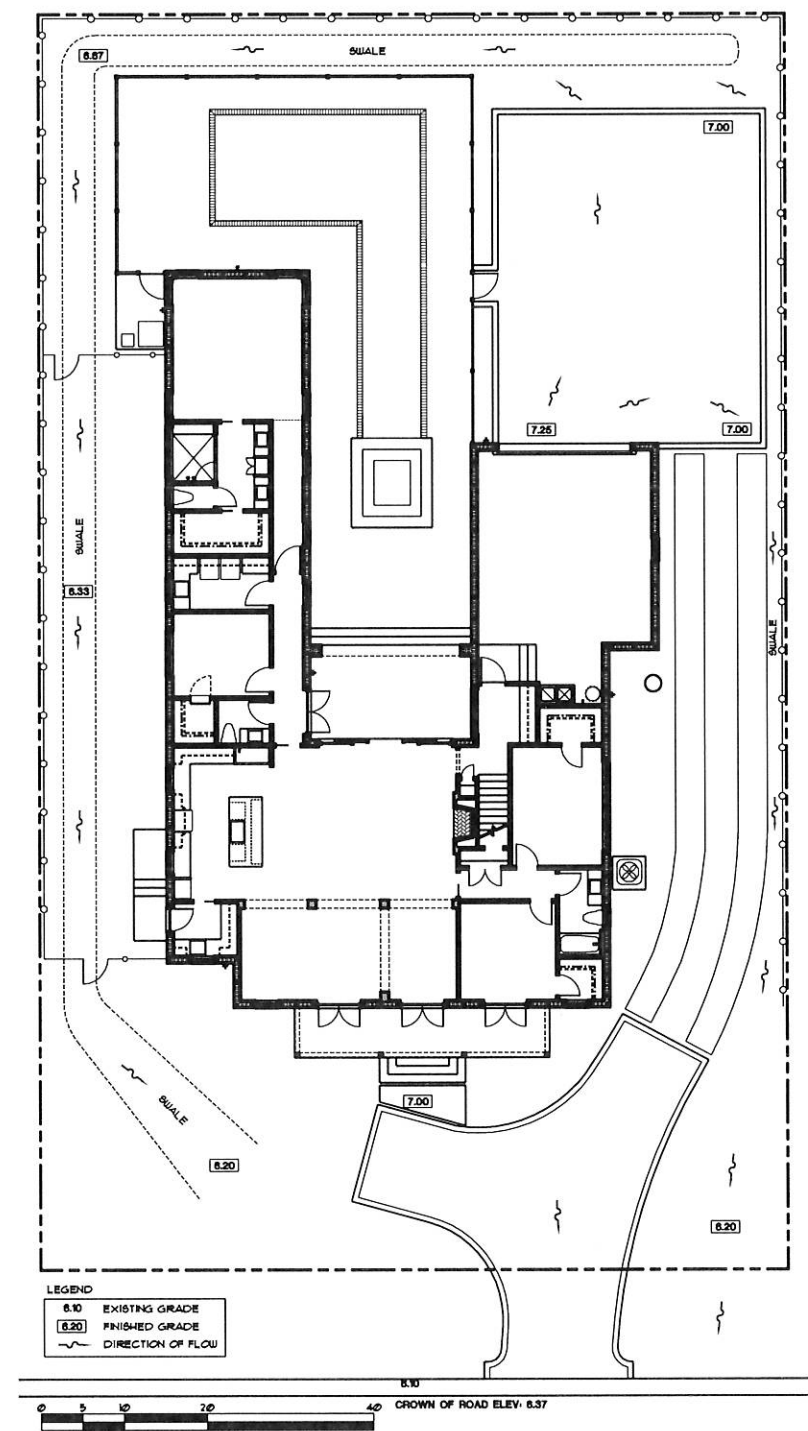 SWALE
6.67
7.00
7.25
7.00
SWALE
6.33
SWALE
7.00
SWALE
6.20
6.20
LEGEND
6.10 EXISTING GRADE
6.20 FINISHED GRADE
DIRECTION OF FLOW
6.10
0 5 10 20 40 CROWN OF ROAD ELEV: 6.37